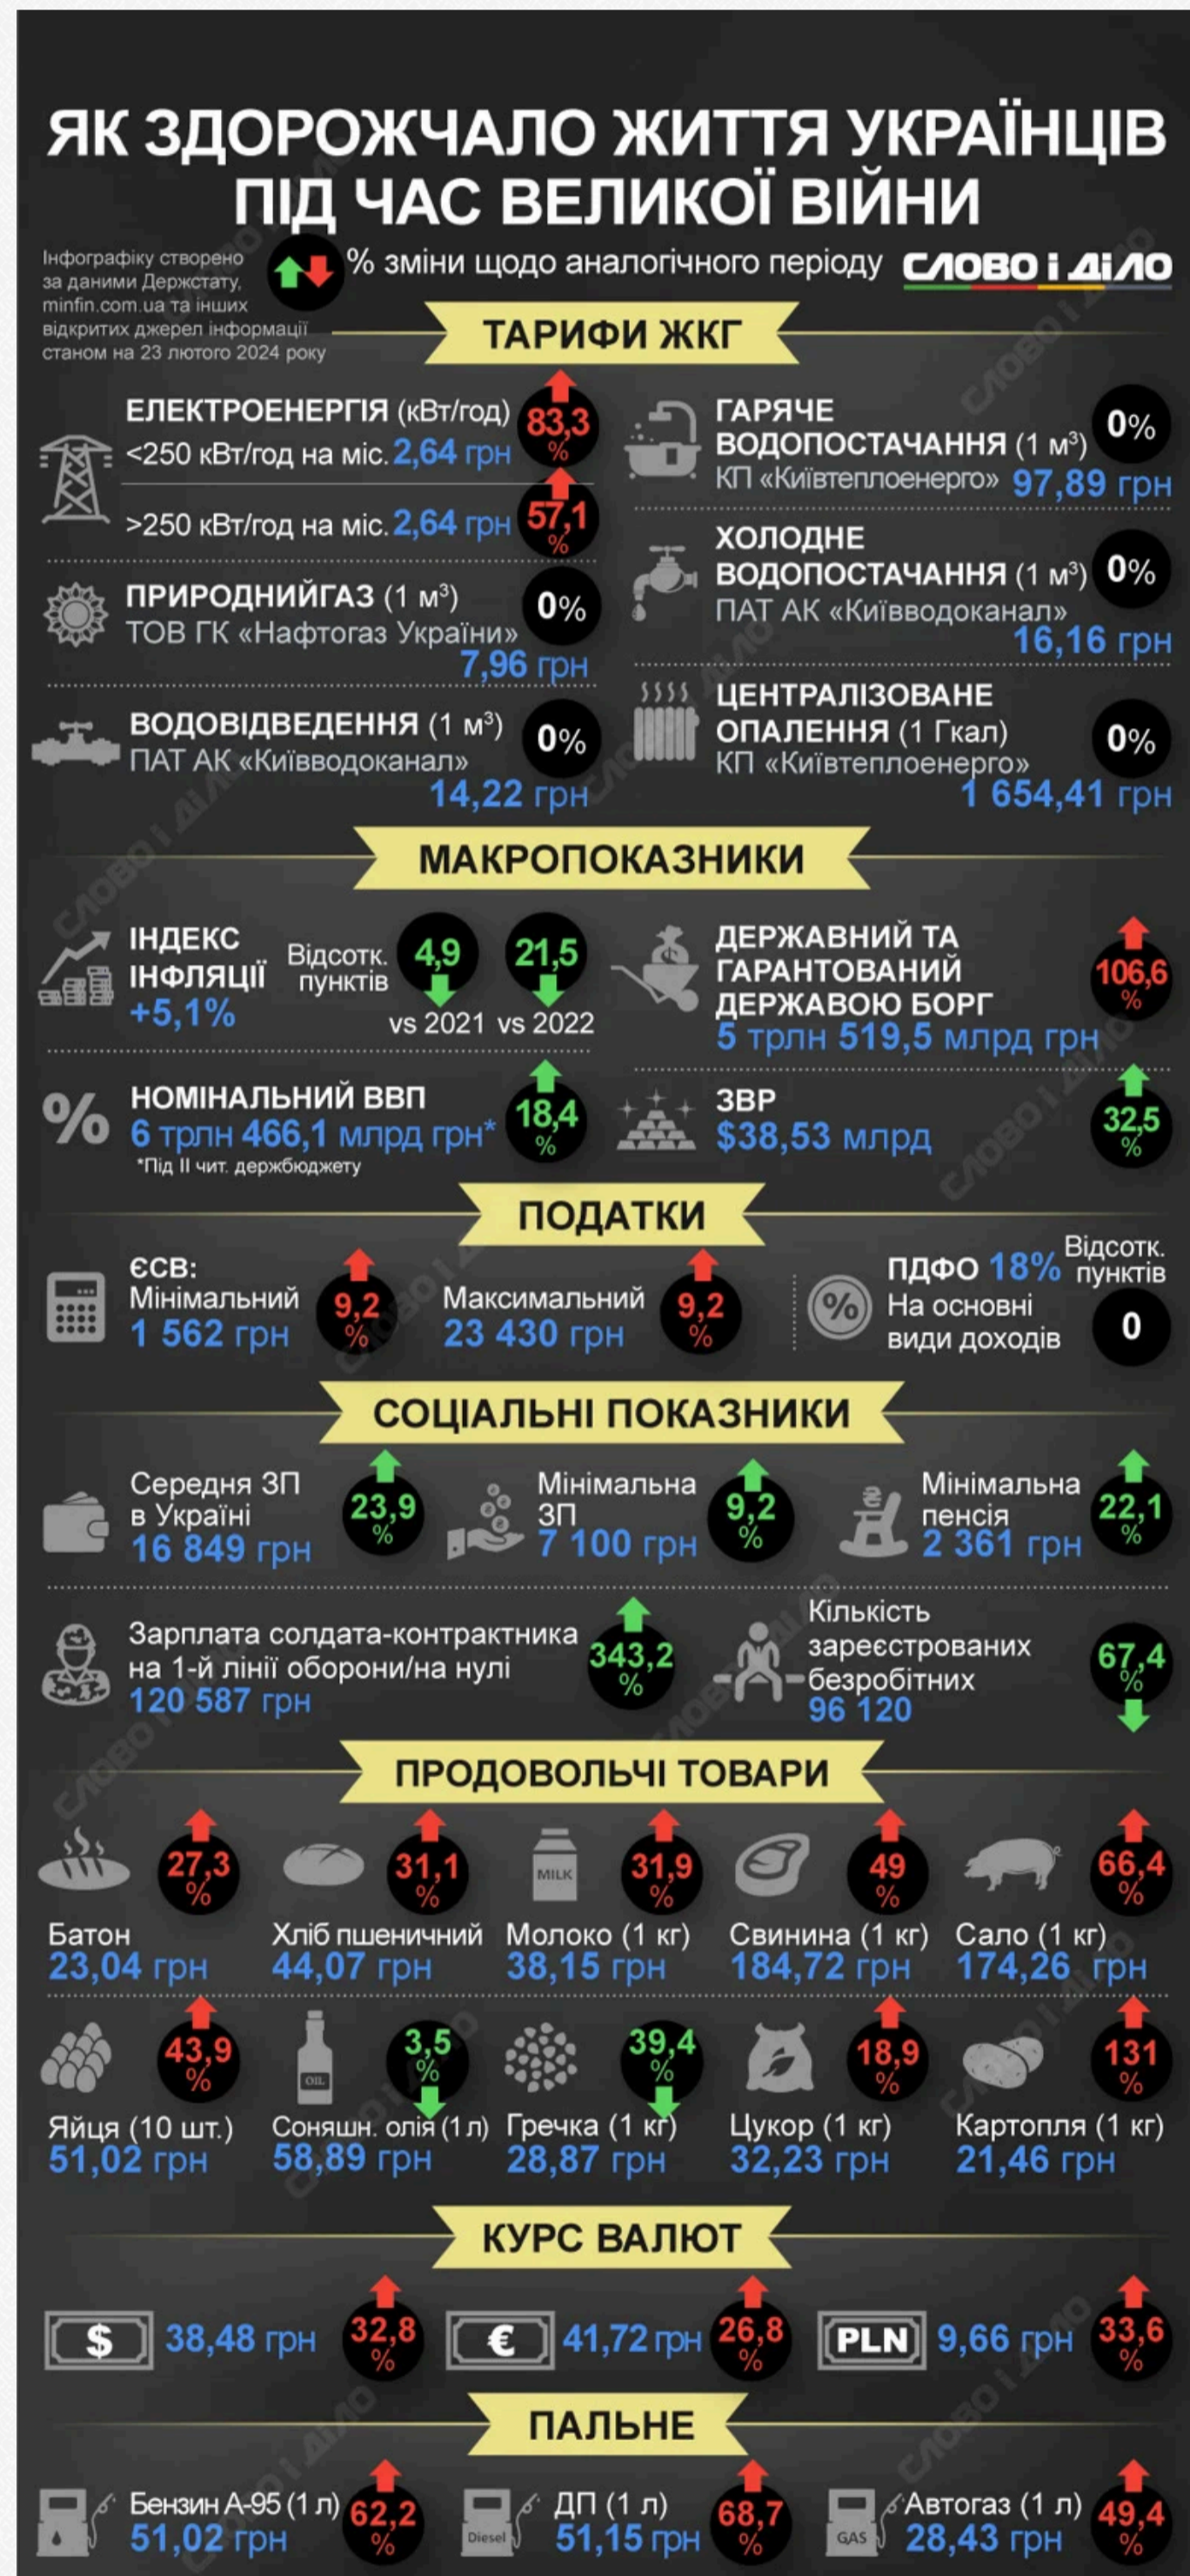 ЯК ЗДОРОЖЧАЛО ЖИТТЯ УКРАЇНЦІВ
ПІД ЧАС ВЕЛИКОЇ ВІЙНИ
Інфографіку створено
за даними Держстату,
minfin.com.ua та інших
відкритих джерел інформації
станом на 23 лютого 2024 року
% зміни щодо аналогічного періоду
СЛОВО і ДІЛО
ТАРИФИ ЖКГ
ЕЛЕКТРОЕНЕРГІЯ (кВт/год)
<250 кВт/год на міс. 2,64 грн
83,3
%
>250 кВт/год на міс. 2,64 грн
57,1
%
ПРИРОДНИЙГАЗ (1 м³)
ТОВ ГК «Нафтогаз України»
7,96 грн
0%
ВОДОВІДВЕДЕННЯ (1 м³)
ПАТ АК «Київводоканал»
14,22 грн
0%
ГАРЯЧЕ
ВОДОПОСТАЧАННЯ (1 м³)
КП «Київтеплоенерго» 97,89 грн
0%
ХОЛОДНЕ
ВОДОПОСТАЧАННЯ (1 м³)
ПАТ АК «Київводоканал»
16,16 грн
0%
ЦЕНТРАЛІЗОВАНЕ
ОПАЛЕННЯ (1 Гкал)
КП «Київтеплоенерго»
1 654,41 грн
0%
МАКРОПОКАЗНИКИ
ІНДЕКС
ІНФЛЯЦІЇ
+5,1%
Відсотк.
пунктів
4,9
vs 2021
21,5
vs 2022
ДЕРЖАВНИЙ ТА
ГАРАНТОВАНИЙ
ДЕРЖАВОЮ БОРГ
5 трлн 519,5 млрд грн
106,6
%
%
НОМІНАЛЬНИЙ ВВП
6 трлн 466,1 млрд грн*
*Під II чит. держбюджету
18,4
%
ЗВР
$38,53 млрд
32,5
%
ПОДАТКИ
ЄСВ:
Мінімальний
1 562 грн
9,2
%
Максимальний
23 430 грн
9,2
%
%
ПДФО 18%
На основні
види доходів
Відсотк.
пунктів
0
СОЦІАЛЬНІ ПОКАЗНИКИ
Середня ЗП
в Україні
16 849 грн
23,9
%
Мінімальна
ЗП
7 100 грн
9,2
%
Мінімальна
пенсія
2 361 грн
22,1
%
Зарплата солдата-контрактника
на 1-й лінії оборони/на нулі
120 587 грн
343,2
%
Кількість
зареєстрованих
безробітних
96 120
67,4
%
ПРОДОВОЛЬЧІ ТОВАРИ
27,3
%
Батон
23,04 грн
31,1
%
Хліб пшеничний
44,07 грн
MILK
31,9
%
Молоко (1 кг)
38,15 грн
49
%
Свинина (1 кг)
184,72 грн
66,4
%
Сало (1 кг)
174,26 грн
43,9
%
Яйця (10 шт.)
51,02 грн
OIL
3,5
%
Соняшн. олія (1 л)
58,89 грн
39,4
%
Гречка (1 кг)
28,87 грн
18,9
%
Цукор (1 кг)
32,23 грн
131
%
Картопля (1 кг)
21,46 грн
КУРС ВАЛЮТ
$ 38,48 грн
32,8
%
€ 41,72 грн
26,8
%
PLN 9,66 грн
33,6
%
ПАЛЬНЕ
Бензин А-95 (1 л)
51,02 грн
62,2
%
Diesel
ДП (1 л)
51,15 грн
68,7
%
GAS
Автогаз (1 л)
28,43 грн
49,4
%